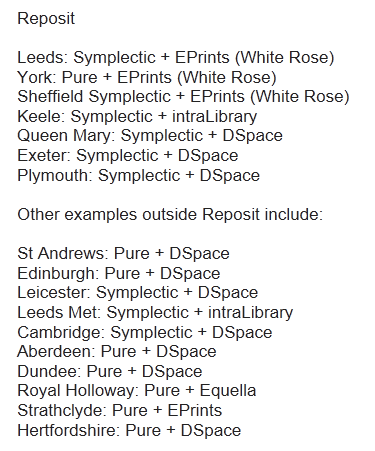 Reposit
Leeds: Symplectic + EPrints (White Rose)
York: Pure + EPrints (White Rose)
Sheffield Symplectic + EPrints (White Rose)
Keele: Symplectic + intraLibrary
Queen Mary: Symplectic + DSpace
Exeter: Symplectic + DSpace
Plymouth: Symplectic + DSpace
Other examples outside Reposit include:
St Andrews: Pure + DSpace
Edinburgh: Pure + DSpace
Leicester: Symplectic + DSpace
Leeds Met: Symplectic + intraLibrary
Cambridge: Symplectic + DSpace
Aberdeen: Pure + DSpace
Dundee: Pure + DSpace
Royal Holloway: Pure + Equella
Strathclyde: Pure + EPrints
Hertfordshire: Pure + DSpace